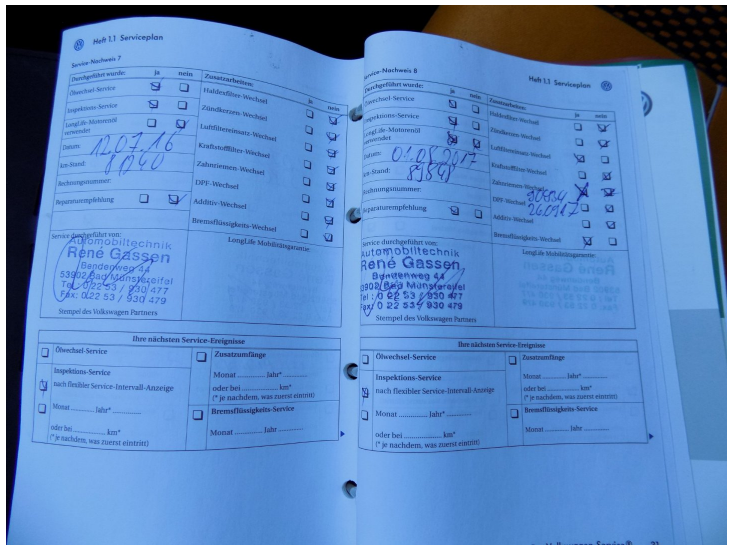 Heft 1.1 Serviceplan
Service-Nachweis 7
Durchgeführt wurde: ja nein
Ölwechsel-Service
Inspektions-Service
LongLife-Motorenöl verwendet
Datum: 12.07.16
km-Stand:
Rechnungsnummer:
Reparaturempfehlung
Zusatzarbeiten: ja nein
Haldexfilter-Wechsel
Zündkerzen-Wechsel
Luftfiltereinsatz-Wechsel
Kraftstofffilter-Wechsel
Zahnriemen-Wechsel
DPF-Wechsel
Additiv-Wechsel
Bremsflüssigkeits-Wechsel
Service durchgeführt von:
Automobiltechnik
René Gassen
Bendenweg 44
53902 Bad Münstereifel
Tel.: 0 22 53 / 930 477
Fax: 0 22 53 / 930 479
Stempel des Volkswagen Partners
LongLife Mobilitätsgarantie:
Ihre nächsten Service-Ereignisse
Ölwechsel-Service
Inspektions-Service
nach flexibler Service-Intervall-Anzeige
Monat ............ Jahr* ............
oder bei ............ km*
(* je nachdem, was zuerst eintritt)
Zusatzumfänge
Monat ............ Jahr* ............
oder bei ............ km*
(* je nachdem, was zuerst eintritt)
Bremsflüssigkeits-Service
Monat ............ Jahr ............
Heft 1.1 Serviceplan
Service-Nachweis 8
Durchgeführt wurde: ja nein
Ölwechsel-Service
Inspektions-Service
LongLife-Motorenöl verwendet
Datum: 01.08.2017
km-Stand: 89848
Rechnungsnummer:
Reparaturempfehlung
Zusatzarbeiten: ja nein
Haldexfilter-Wechsel
Zündkerzen-Wechsel
Luftfiltereinsatz-Wechsel
Kraftstofffilter-Wechsel
Zahnriemen-Wechsel
DPF-Wechsel
Additiv-Wechsel
Bremsflüssigkeits-Wechsel
Service durchgeführt von:
Automobiltechnik
René Gassen
Bendenweg 44
53902 Bad Münstereifel
Tel.: 0 22 53 / 930 477
Fax: 0 22 53 / 930 479
Stempel des Volkswagen Partners
LongLife Mobilitätsgarantie:
Ihre nächsten Service-Ereignisse
Ölwechsel-Service
Inspektions-Service
nach flexibler Service-Intervall-Anzeige
Monat ............ Jahr* ............
oder bei ............ km*
(* je nachdem, was zuerst eintritt)
Zusatzumfänge
Monat ............ Jahr* ............
oder bei ............ km*
(* je nachdem, was zuerst eintritt)
Bremsflüssigkeits-Service
Monat ............ Jahr ............